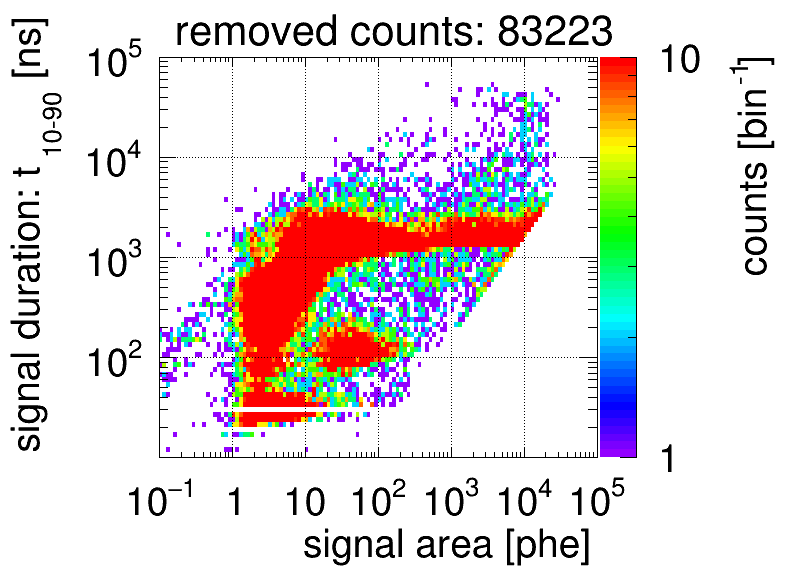 removed counts: 83223
signal duration: t 10-90 [ns]
10^5
10^4
10^3
10^2
10^-1 1 10 10^2 10^3 10^4 10^5
signal area [phe]
10
1
counts [bin^-1]